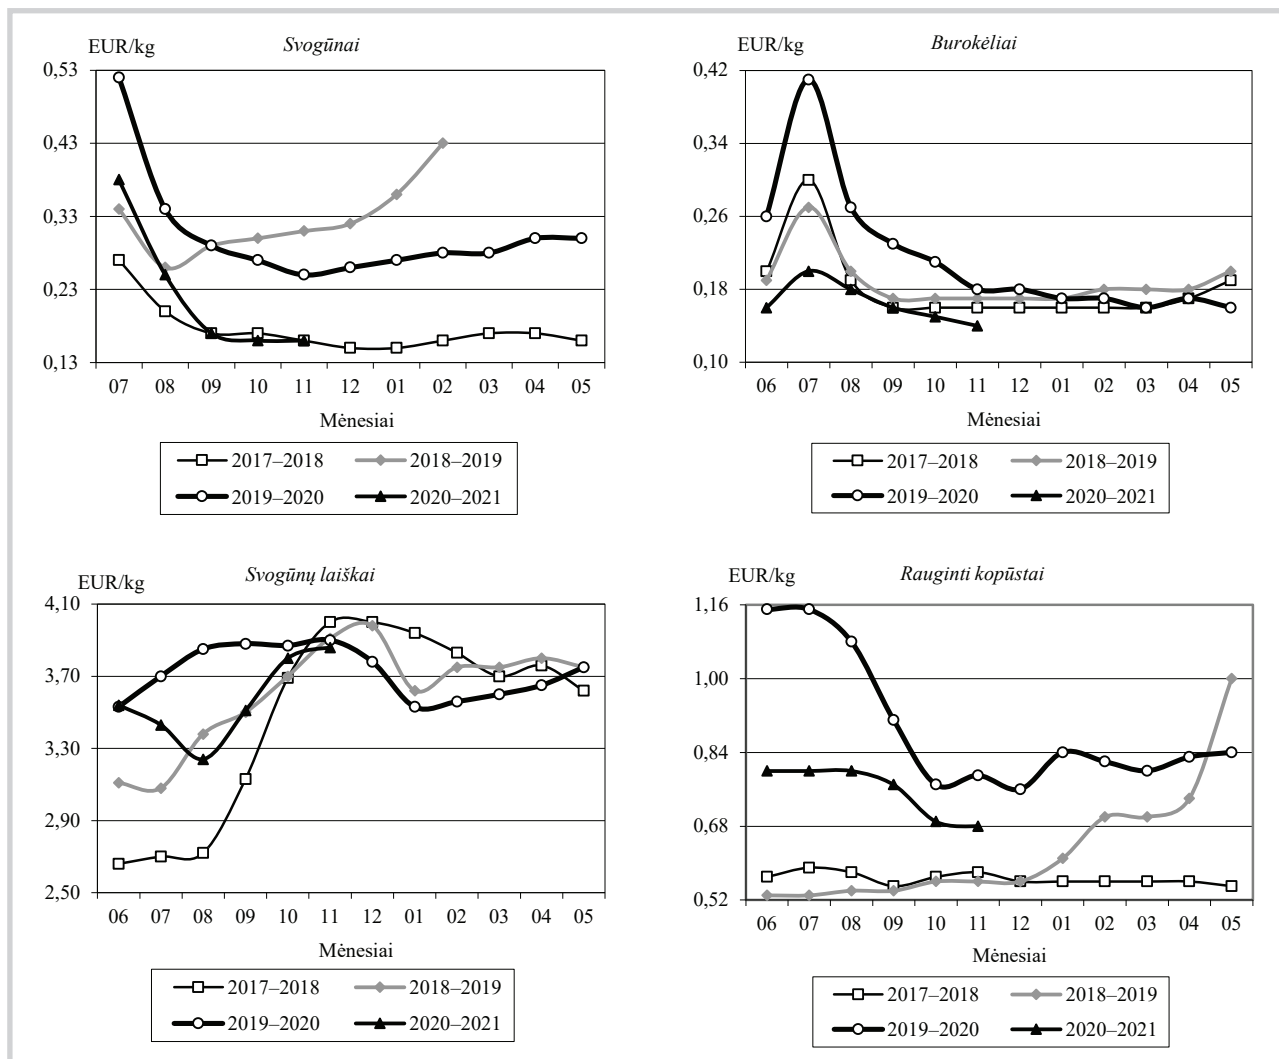 Svogūnai
EUR/kg
0,53
0,43
0,33
0,23
0,13
07 08 09 10 11 12 01 02 03 04 05
Mėnesiai
2017–2018 2018–2019
2019–2020 2020–2021
Burokėliai
EUR/kg
0,42
0,34
0,26
0,18
0,10
06 07 08 09 10 11 12 01 02 03 04 05
Mėnesiai
2017–2018 2018–2019
2019–2020 2020–2021
Svogūnų laiškai
EUR/kg
4,10
3,70
3,30
2,90
2,50
06 07 08 09 10 11 12 01 02 03 04 05
Mėnesiai
2017–2018 2018–2019
2019–2020 2020–2021
Rauginti kopūstai
EUR/kg
1,16
1,00
0,84
0,68
0,52
06 07 08 09 10 11 12 01 02 03 04 05
Mėnesiai
2017–2018 2018–2019
2019–2020 2020–2021